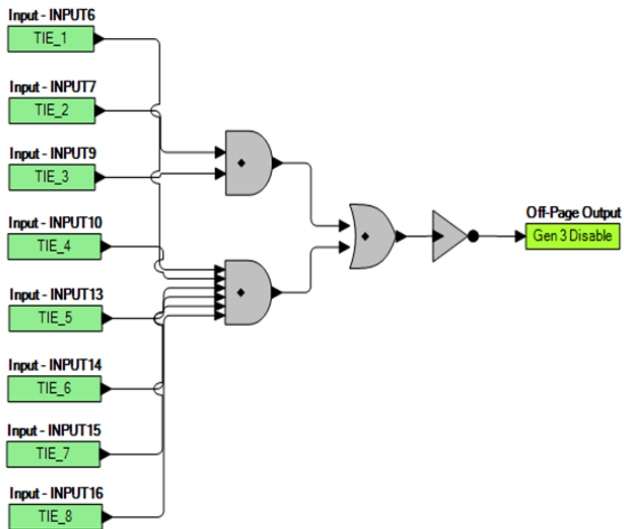 Input - INPUT6
TIE_1
Input - INPUT7
TIE_2
Input - INPUT9
TIE_3
Input - INPUT10
TIE_4
Input - INPUT13
TIE_5
Input - INPUT14
TIE_6
Input - INPUT15
TIE_7
Input - INPUT16
TIE_8
Off-Page Output
Gen 3 Disable